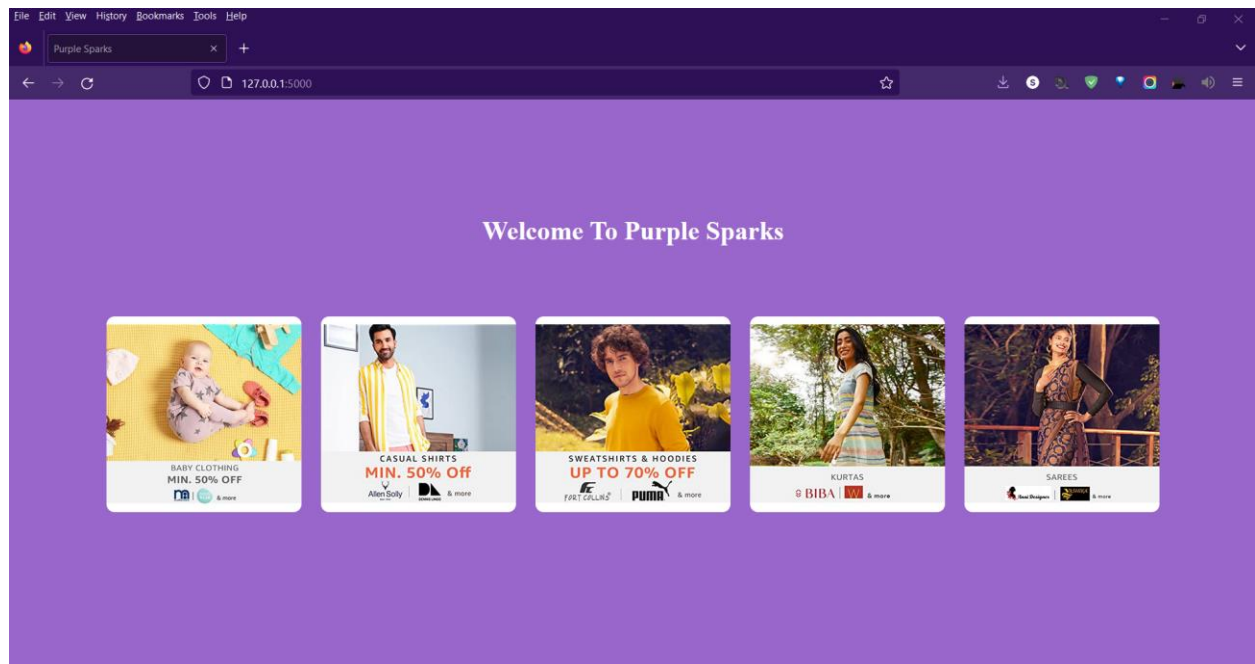 File Edit View History Bookmarks Tools Help
Purple Sparks
127.0.0.1:5000
S
Welcome To Purple Sparks
BABY CLOTHING
MIN. 50% OFF
& more
CASUAL SHIRTS
MIN. 50% Off
Allen Solly
& more
SWEATSHIRTS & HOODIES
UP TO 70% OFF
FORT COLLINS
PUMA
& more
KURTAS
BIBA W & more
SAREES
& more